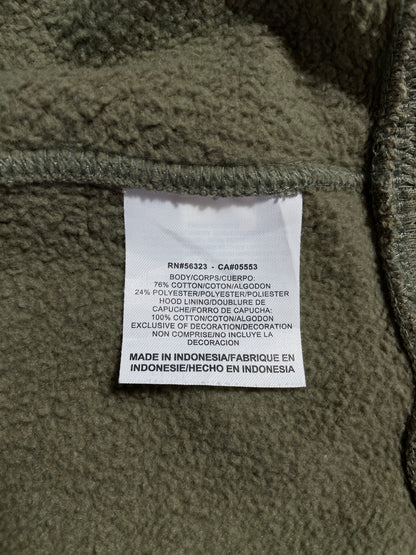 RN#56323 - CA#05553
BODY/CORPS/CUERPO:
76% COTTON/COTON/ALGODON
24% POLYESTER/POLYESTER/POLIESTER
HOOD LINING/DOUBLURE DE
CAPUCHE/FORRO DE CAPUCHA:
100% COTTON/COTON/ALGODON
EXCLUSIVE OF DECORATION/DECORATION
NON COMPRISE/NO INCLUYE LA
DECORACION
MADE IN INDONESIA/FABRIQUE EN
INDONESIE/HECHO EN INDONESIA